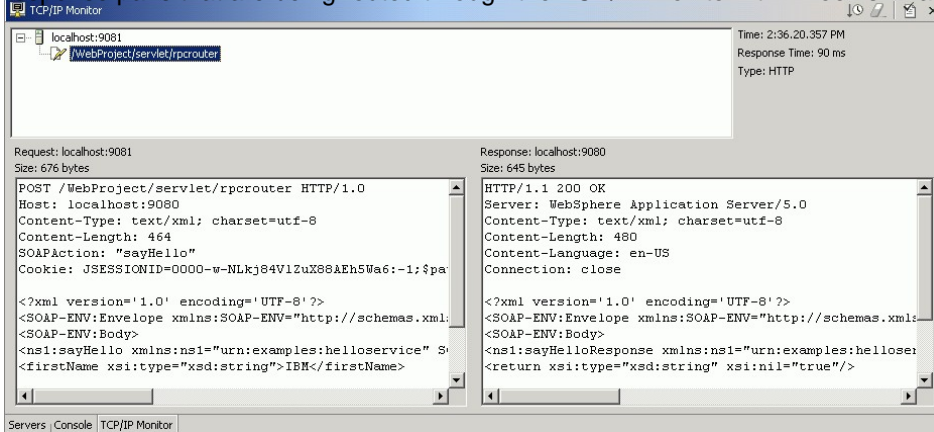 TCP/IP Monitor
localhost:9081
/WebProject/servlet/rpcrouter
Time: 2:36.20.357 PM
Response Time: 90 ms
Type: HTTP
Request: localhost:9081
Size: 676 bytes
POST /WebProject/servlet/rpcrouter HTTP/1.0
Host: localhost:9080
Content-Type: text/xml; charset=utf-8
Content-Length: 464
SOAPAction: "sayHello"
Cookie: JSESSIONID=0000-w-NLkj84VlZuX88AEh5Wa6:-1;$pa
<?xml version='1.0' encoding='UTF-8'?>
<SOAP-ENV:Envelope xmlns:SOAP-ENV="http://schemas.xml
<SOAP-ENV:Body>
<ns1:sayHello xmlns:ns1="urn:examples:helloservice" S
<firstName xsi:type="xsd:string">IBM</firstName>
Response: localhost:9080
Size: 645 bytes
HTTP/1.1 200 OK
Server: WebSphere Application Server/5.0
Content-Type: text/xml; charset=utf-8
Content-Length: 480
Content-Language: en-US
Connection: close
<?xml version='1.0' encoding='UTF-8'?>
<SOAP-ENV:Envelope xmlns:SOAP-ENV="http://schemas.xmls
<SOAP-ENV:Body>
<ns1:sayHelloResponse xmlns:ns1="urn:examples:helloser
<return xsi:type="xsd:string" xsi:nil="true"/>
Servers Console TCP/IP Monitor